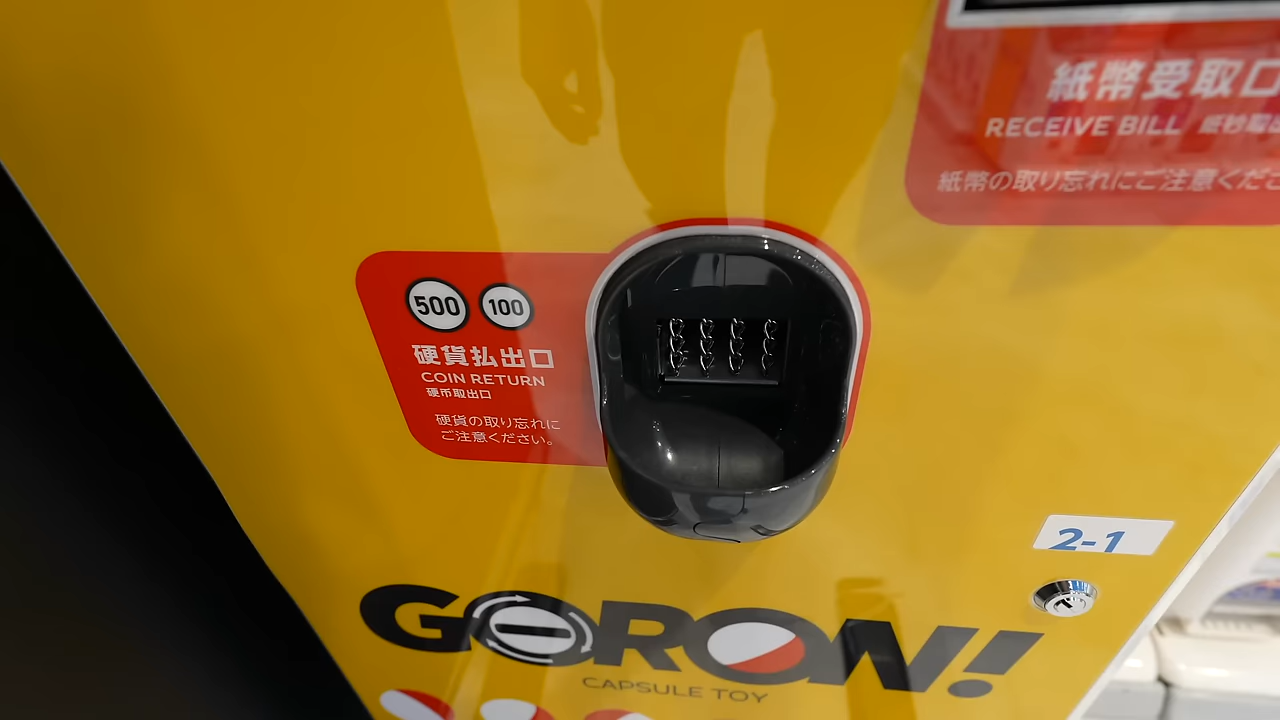 紙幣受取口
RECEIVE BILL
紙幣の取り忘れにご注意くださ
500 100
硬貨払出口
COIN RETURN
硬币取出口
硬貨の取り忘れに
ご注意ください。
2-1
GORON!
CAPSULE TOY